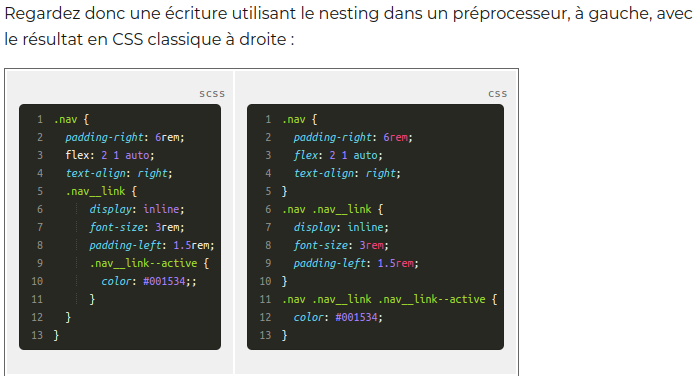 Regardez donc une écriture utilisant le nesting dans un préprocesseur, à gauche, avec
le résultat en CSS classique à droite :
scss
1 .nav {
2 padding-right: 6rem;
3 flex: 2 1 auto;
4 text-align: right;
5 .nav__link {
6 display: inline;
7 font-size: 3rem;
8 padding-left: 1.5rem;
9 .nav__link--active {
10 color: #001534;;
11 }
12 }
13 }
css
1 .nav {
2 padding-right: 6rem;
3 flex: 2 1 auto;
4 text-align: right;
5 }
6 .nav .nav__link {
7 display: inline;
8 font-size: 3rem;
9 padding-left: 1.5rem;
10 }
11 .nav .nav__link .nav__link--active {
12 color: #001534;
13 }